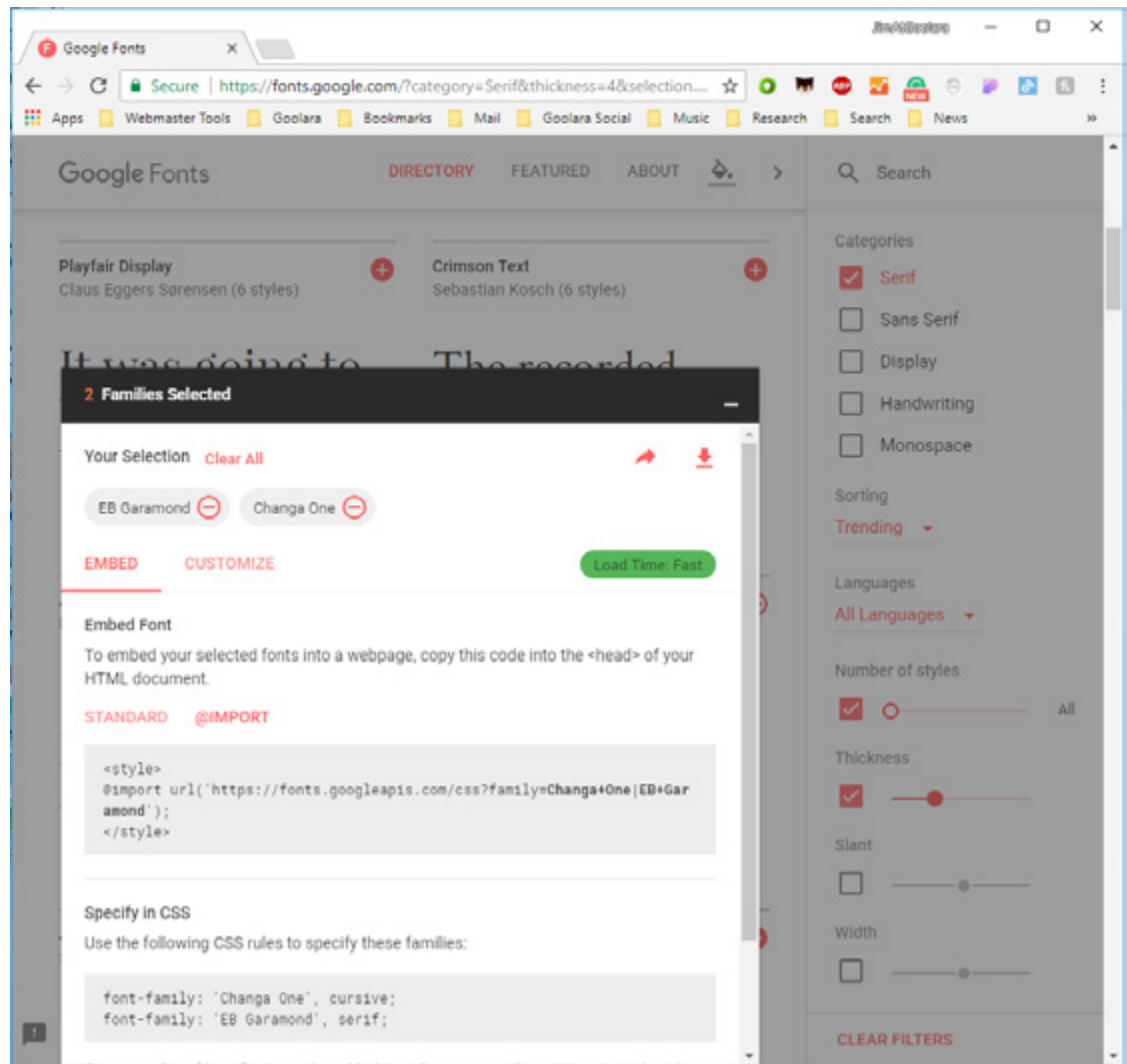 Google Fonts
Secure | https://fonts.google.com/?category=Serif&thickness=4&selection....
Apps Webmaster Tools Goolara Bookmarks Mail Goolara Social Music Research Search News »
Google Fonts DIRECTORY FEATURED ABOUT
Search
Playfair Display
Claus Eggers Sørensen (6 styles)
Crimson Text
Sebastian Kosch (6 styles)
It was going to
The recorded
2 Families Selected
Your Selection Clear All
EB Garamond Changa One
EMBED CUSTOMIZE Load Time: Fast
Embed Font
To embed your selected fonts into a webpage, copy this code into the <head> of your
HTML document.
STANDARD @IMPORT
<style>
@import url('https://fonts.googleapis.com/css?family=Changa+One|EB+Gar
amond');
</style>
Specify in CSS
Use the following CSS rules to specify these families:
font-family: 'Changa One', cursive;
font-family: 'EB Garamond', serif;
Categories
Serif
Sans Serif
Display
Handwriting
Monospace
Sorting
Trending
Languages
All Languages
Number of styles
All
Thickness
Slant
Width
CLEAR FILTERS